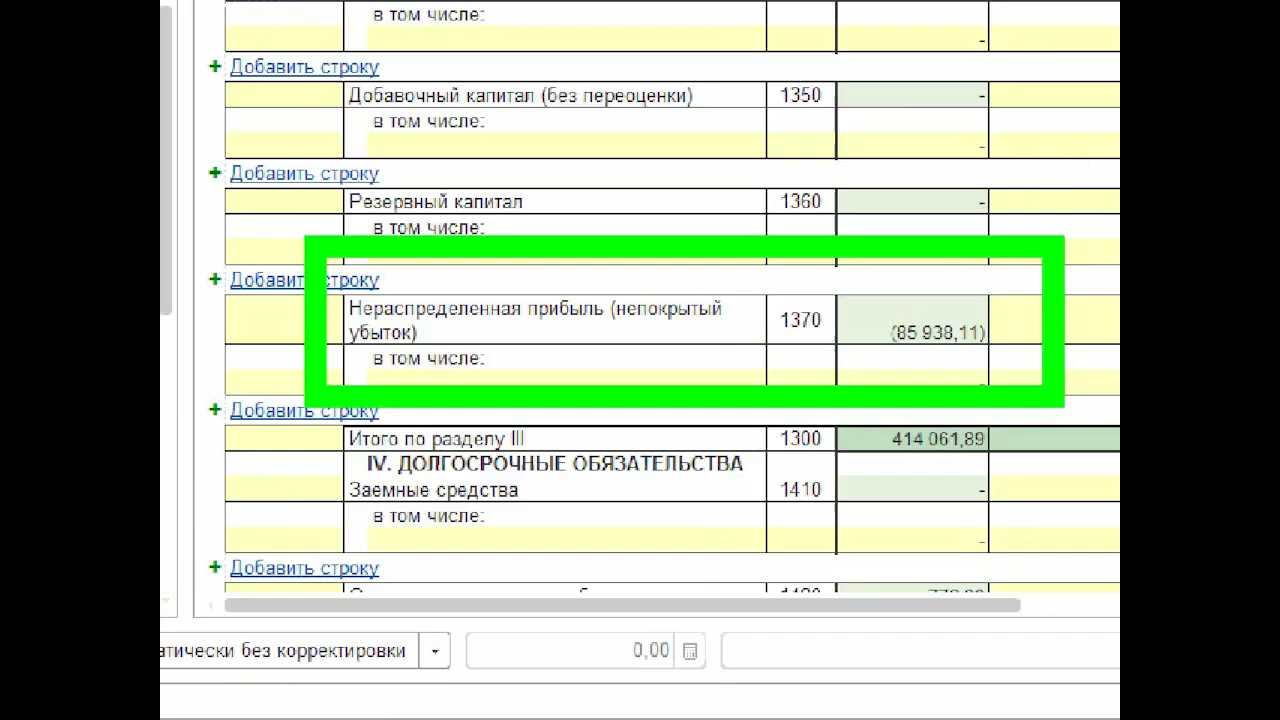 в том числе:
-
+ Добавить строку
Добавочный капитал (без переоценки) 1350 -
в том числе:
-
+ Добавить строку
Резервный капитал 1360 -
в том числе:
+ Добавить строку
Нераспределенная прибыль (непокрытый
убыток) 1370 (85 938,11)
в том числе:
-
+ Добавить строку
Итого по разделу III 1300 414 061,89
IV. ДОЛГОСРОЧНЫЕ ОБЯЗАТЕЛЬСТВА
Заемные средства 1410 -
в том числе:
-
+ Добавить строку
атически без корректировки 0,00